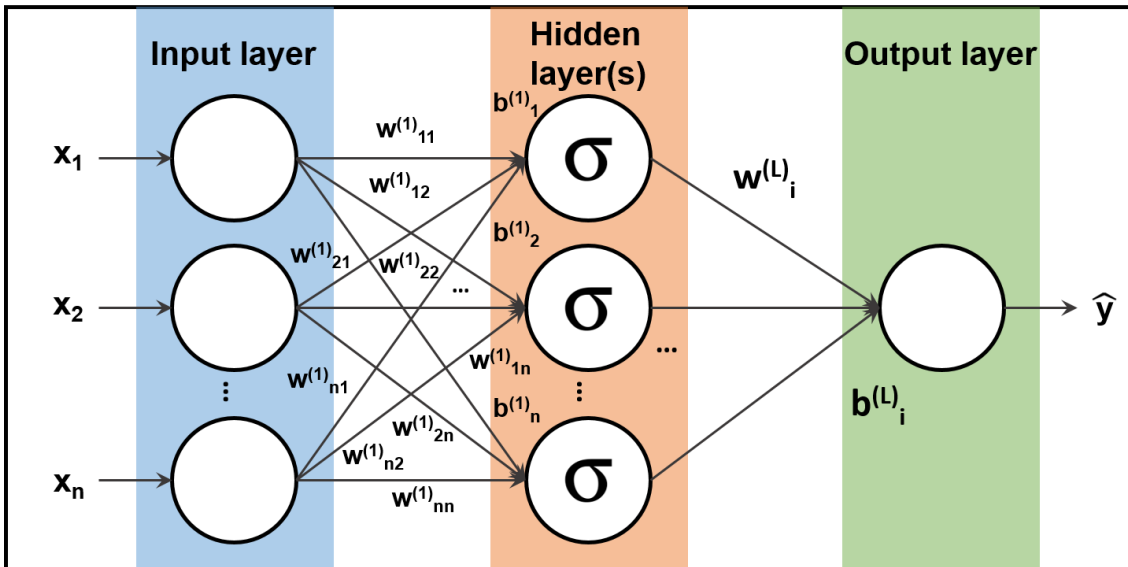 Input layer
Hidden
layer(s)
Output layer
b⁽¹⁾₁
x₁
w⁽¹⁾₁₁
σ
w⁽¹⁾₁₂
w⁽ᴸ⁾ᵢ
b⁽¹⁾₂
w⁽¹⁾₂₁
w⁽¹⁾₂₂
...
x₂
σ
ŷ
...
w⁽¹⁾₁ₙ
w⁽¹⁾ₙ₁
...
...
b⁽¹⁾ₙ
b⁽ᴸ⁾ᵢ
w⁽¹⁾₂ₙ
w⁽¹⁾ₙ₂
xₙ
σ
w⁽¹⁾ₙₙ